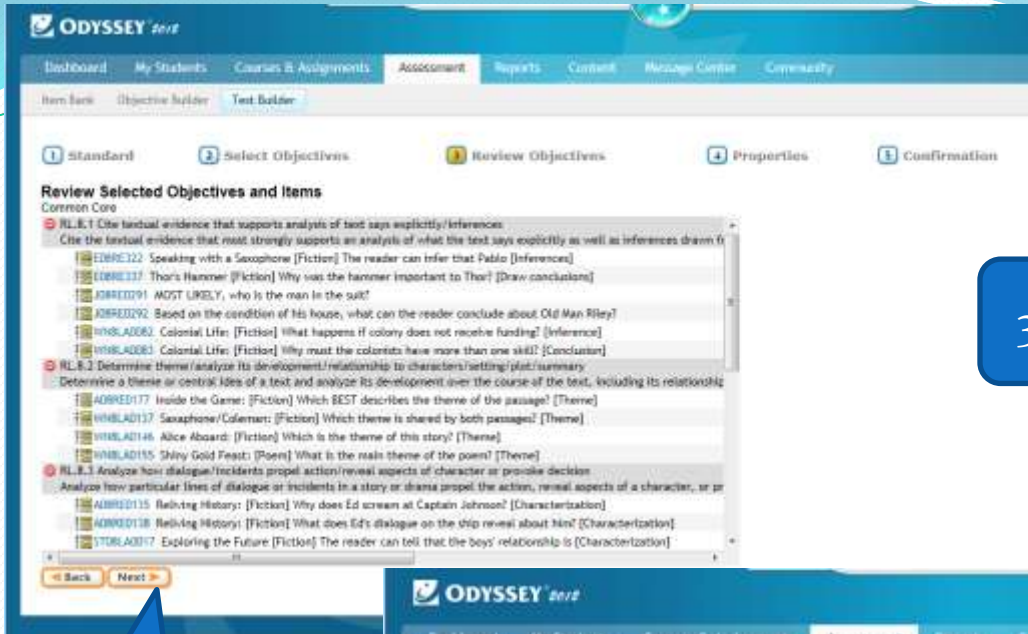 ODYSSEY
Dashboard My Students Courses & Assignments Assessment Reports Content Message Center Community
Item Bank Objective Builder Test Builder
1 Standard 2 Select Objectives 3 Review Objectives 4 Properties 5 Confirmation
Review Selected Objectives and Items
Common Core
RL.8.1 Cite textual evidence that supports analysis of text says explicitly/inferences
Cite the textual evidence that most strongly supports an analysis of what the text says explicitly as well as inferences drawn fr
Speaking with a Saxophone [Fiction] The reader can infer that Pablo [Inferences]
Thor's Hammer [Fiction] Why was the hammer important to Thor? [Draw conclusions]
MOST LIKELY, who is the man in the suit?
Based on the condition of his house, what can the reader conclude about Old Man Riley?
Colonial Life: [Fiction] What happens if colony does not receive funding? [Inference]
Colonial Life: [Fiction] Why must the colonists have more than one skill? [Conclusion]
RL.8.2 Determine theme/analyze its development/relationship to characters/setting/plot/summary
Determine a theme or central idea of a text and analyze its development over the course of the text, including its relationship
Inside the Game: [Fiction] Which BEST describes the theme of the passage? [Theme]
Saxophone/Coleman: [Fiction] Which theme is shared by both passages? [Theme]
Alice Aboard: [Fiction] Which is the theme of this story? [Theme]
Shiny Gold Feast: [Poem] What is the main theme of the poem? [Theme]
RL.8.3 Analyze how dialogue/incidents propel action/reveal aspects of character or provoke decision
Analyze how particular lines of dialogue or incidents in a story or drama propel the action, reveal aspects of a character, or pr
Reliving History: [Fiction] Why does Ed scream at Captain Johnson? [Characterization]
Reliving History: [Fiction] What does Ed's dialogue on the ship reveal about him? [Characterization]
Exploring the Future [Fiction] The reader can tell that the boys' relationship is [Characterization]
Back Next
3
ODYSSEY